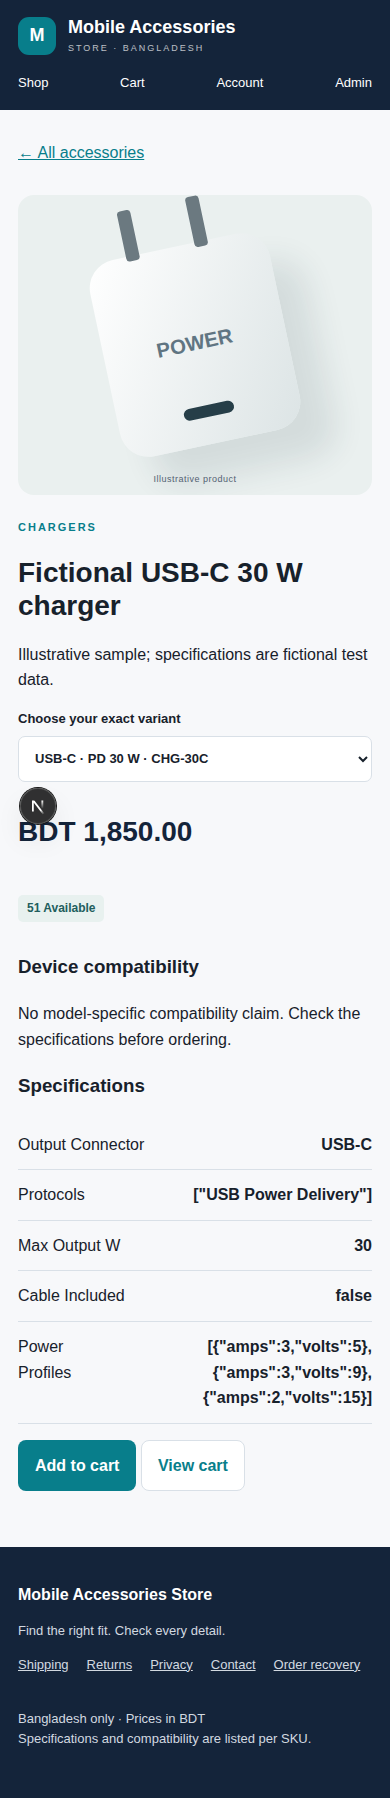 M
Mobile Accessories
STORE · BANGLADESH
Shop Cart Account Admin
← All accessories
POWER
Illustrative product
CHARGERS
Fictional USB-C 30 W
charger
Illustrative sample; specifications are fictional test
data.
Choose your exact variant
USB-C · PD 30 W · CHG-30C
N
BDT 1,850.00
51 Available
Device compatibility
No model-specific compatibility claim. Check the
specifications before ordering.
Specifications
Output Connector USB-C
Protocols ["USB Power Delivery"]
Max Output W 30
Cable Included false
Power [{"amps":3,"volts":5},
Profiles {"amps":3,"volts":9},
{"amps":2,"volts":15}]
Add to cart View cart
Mobile Accessories Store
Find the right fit. Check every detail.
Shipping Returns Privacy Contact Order recovery
Bangladesh only · Prices in BDT
Specifications and compatibility are listed per SKU.